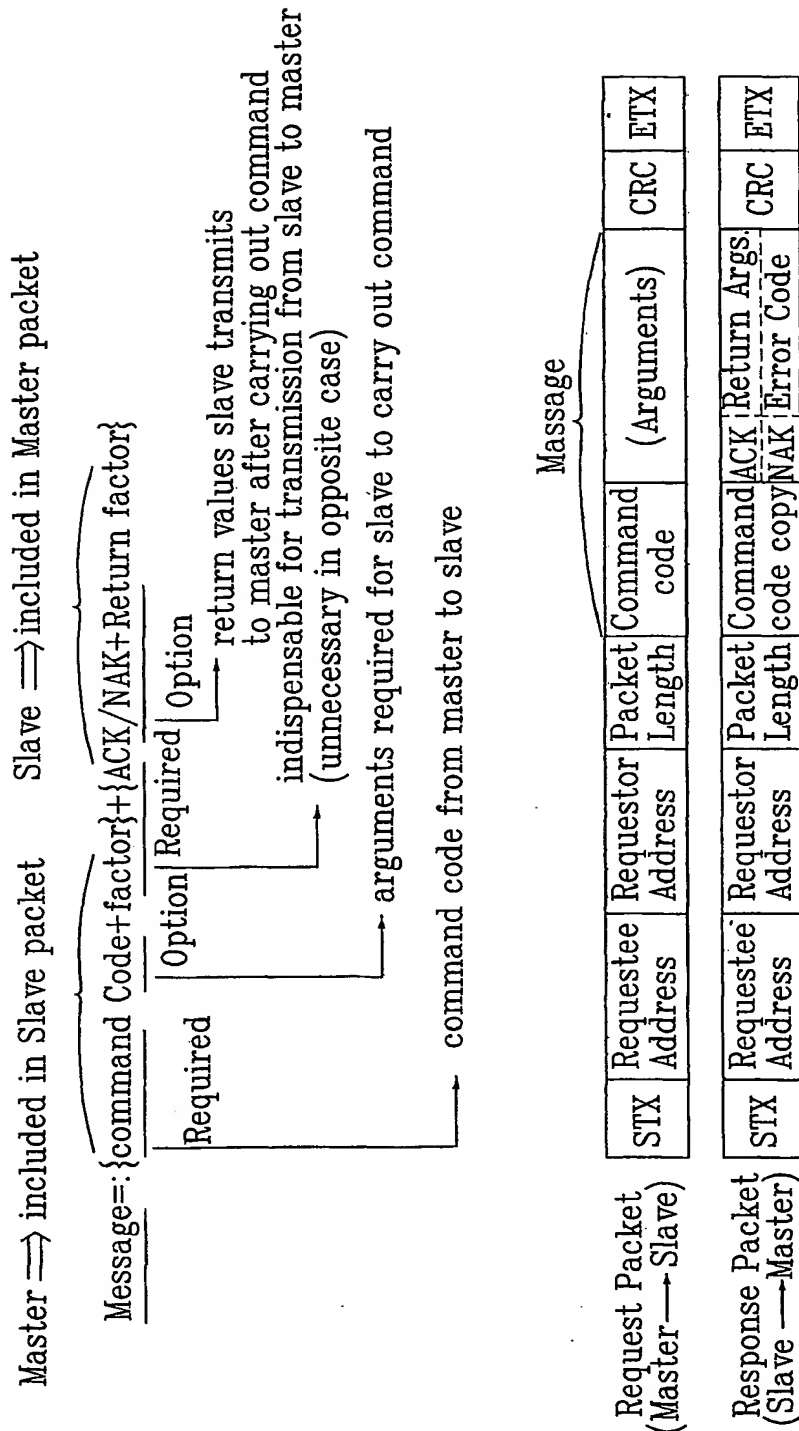 Master ⟹ included in Slave packet
Slave ⟹ included in Master packet
Message=:{command Code+factor}+{ACK/NAK+Return factor}
Required
Option
Required
Option
return values slave transmits
to master after carrying out command
indispensable for transmission from slave to master
(unnecessary in opposite case)
arguments required for slave to carry out command
command code from master to slave
Massage
Request Packet
(Master → Slave)
STX
Requestee
Address
Requestor
Address
Packet
Length
Command
code
(Arguments)
CRC
ETX
Response Packet
(Slave → Master)
STX
Requestee
Address
Requestor
Address
Packet
Length
Command
code copy
ACK
Return Args.
NAK
Error Code
CRC
ETX